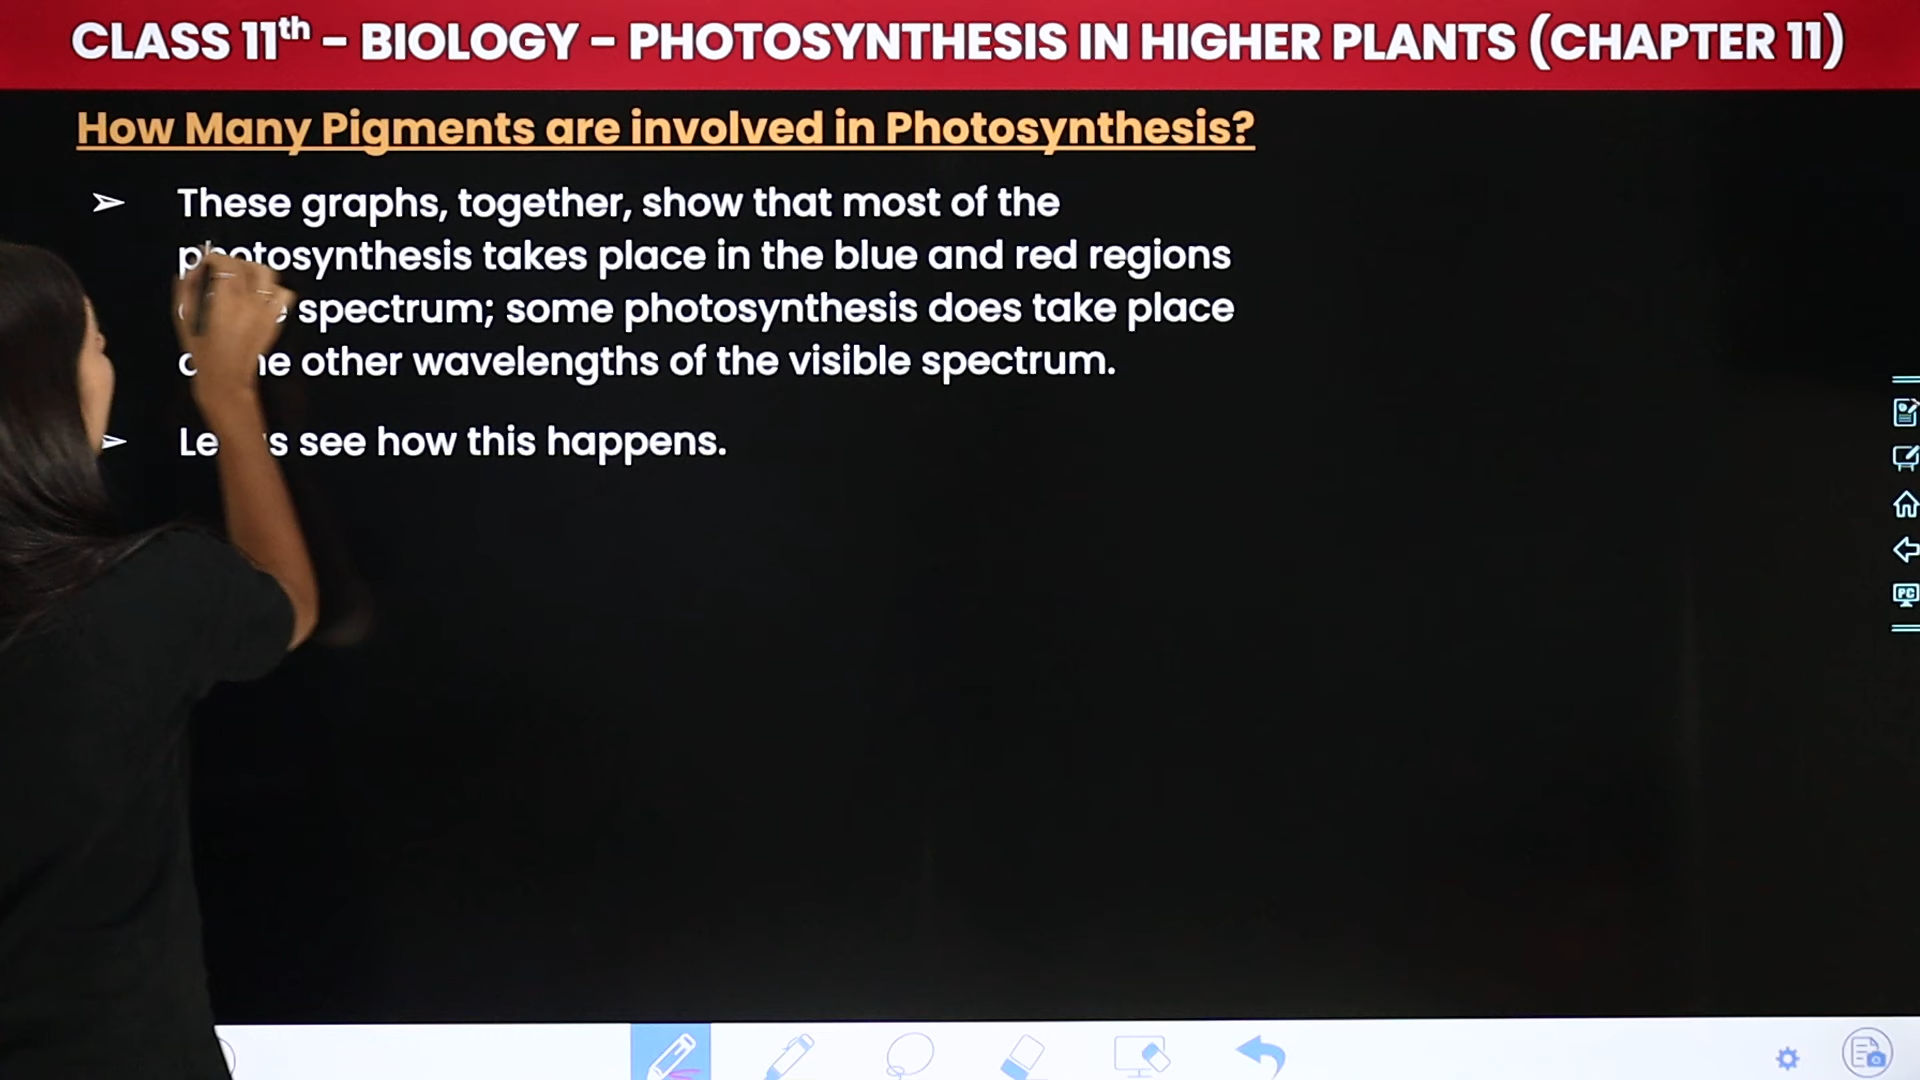 CLASS 11th - BIOLOGY - PHOTOSYNTHESIS IN HIGHER PLANTS (CHAPTER 11)
How Many Pigments are involved in Photosynthesis?
➢ These graphs, together, show that most of the
photosynthesis takes place in the blue and red regions
spectrum; some photosynthesis does take place
other wavelengths of the visible spectrum.
➢ see how this happens.
PC